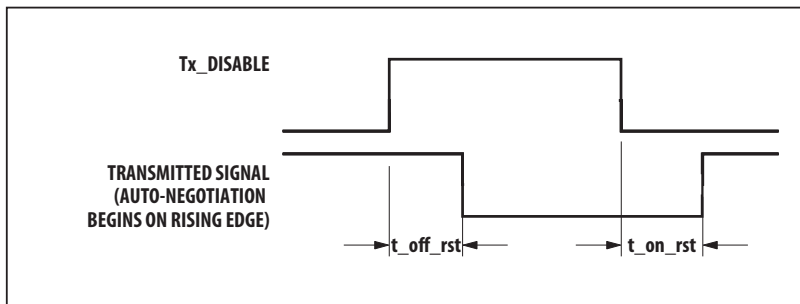 Tx_DISABLE
TRANSMITTED SIGNAL
(AUTO-NEGOTIATION
BEGINS ON RISING EDGE)
t_off_rst
t_on_rst